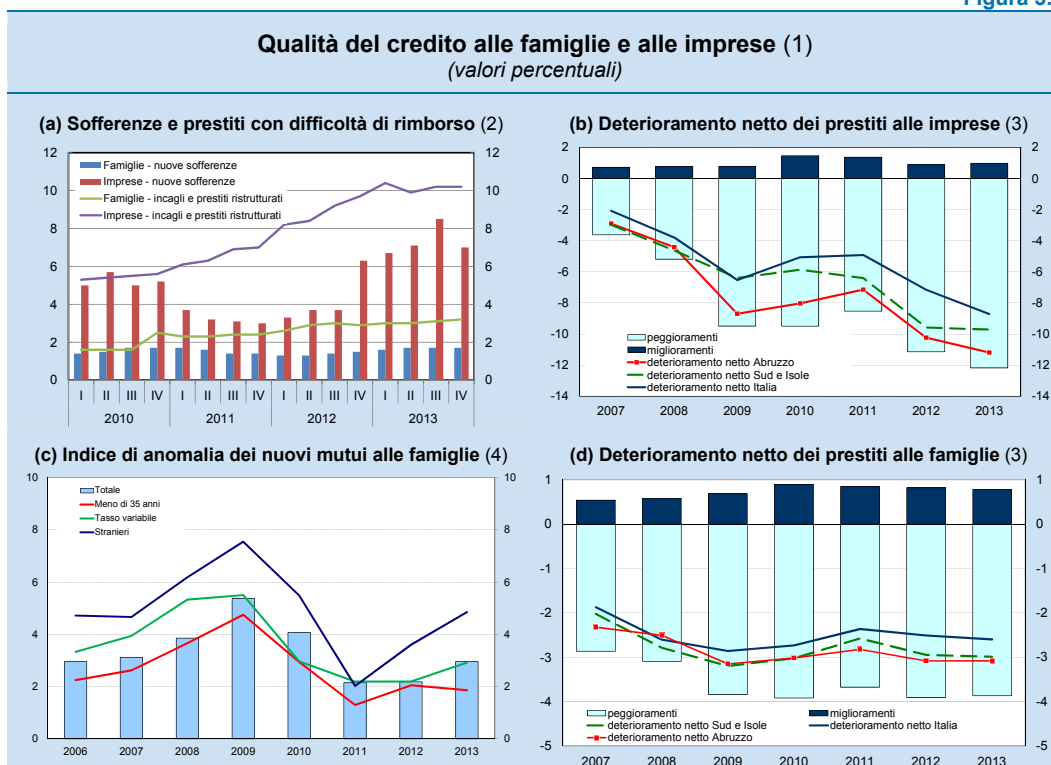 Figura 5.
Qualità del credito alle famiglie e alle imprese (1)
(valori percentuali)
(a) Sofferenze e prestiti con difficoltà di rimborso (2)
12
10
8
6
4
2
0
12
10
8
6
4
2
0
Famiglie - nuove sofferenze
Imprese - nuove sofferenze
Famiglie - incagli e prestiti ristrutturati
Imprese - incagli e prestiti ristrutturati
I II III IV I II III IV I II III IV I II III IV
2010 2011 2012 2013
(b) Deterioramento netto dei prestiti alle imprese (3)
2
0
-2
-4
-6
-8
-10
-12
-14
2
0
-2
-4
-6
-8
-10
-12
-14
peggioramenti
miglioramenti
deterioramento netto Abruzzo
deterioramento netto Sud e Isole
deterioramento netto Italia
2007 2008 2009 2010 2011 2012 2013
(c) Indice di anomalia dei nuovi mutui alle famiglie (4)
10
8
6
4
2
0
10
8
6
4
2
0
Totale
Meno di 35 anni
Tasso variabile
Stranieri
2006 2007 2008 2009 2010 2011 2012 2013
(d) Deterioramento netto dei prestiti alle famiglie (3)
1
0
-1
-2
-3
-4
-5
1
0
-1
-2
-3
-4
-5
peggioramenti miglioramenti
deterioramento netto Sud e Isole deterioramento netto Italia
deterioramento netto Abruzzo
2007 2008 2009 2010 2011 2012 2013